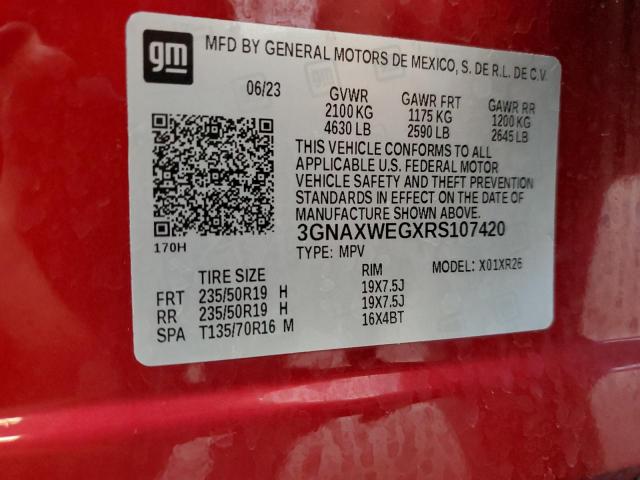 gm
MFD BY GENERAL MOTORS DE MEXICO, S. DE R.L. DE C.V.
06/23 GVWR GAWR FRT GAWR RR
2100 KG 1175 KG 1200 KG
4630 LB 2590 LB 2645 LB
THIS VEHICLE CONFORMS TO ALL
APPLICABLE U.S. FEDERAL MOTOR
VEHICLE SAFETY AND THEFT PREVENTION
STANDARDS IN EFFECT ON THE DATE OF
MANUFACTURE SHOWN ABOVE.
170H
3GNAXWEGXRS107420
TYPE: MPV MODEL: X01XR26
TIRE SIZE RIM
FRT 235/50R19 H 19X7.5J
RR 235/50R19 H 19X7.5J
SPA T135/70R16 M 16X4BT